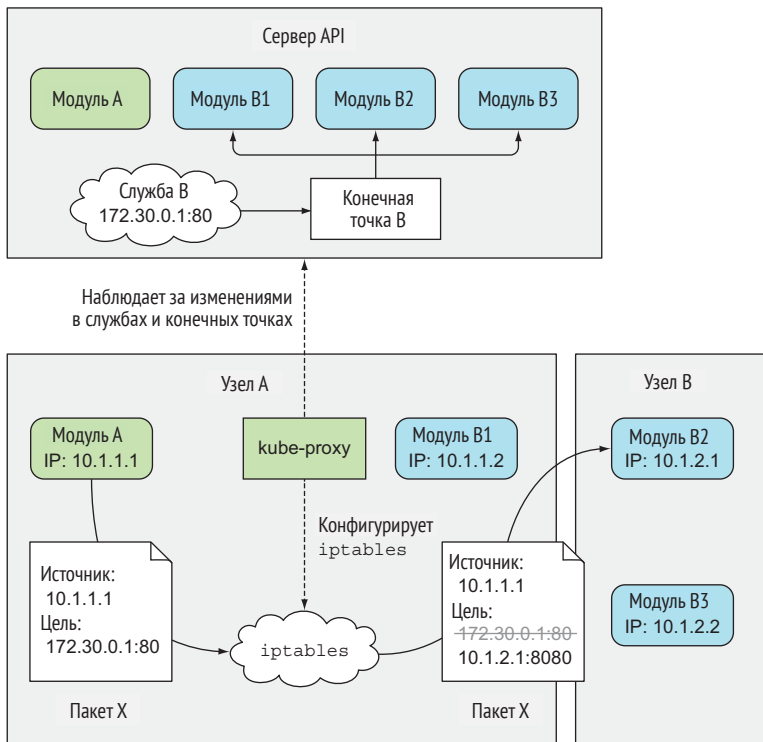 Сервер API
Модуль A
Модуль B1
Модуль B2
Модуль B3
Служба B
172.30.0.1:80
Конечная
точка B
Наблюдает за изменениями
в службах и конечных точках
Узел A
Узел B
Модуль A
IP: 10.1.1.1
kube-proxy
Модуль B1
IP: 10.1.1.2
Модуль B2
IP: 10.1.2.1
Конфигурирует
iptables
Источник:
10.1.1.1
Цель:
172.30.0.1:80
iptables
Источник:
10.1.1.1
Цель:
172.30.0.1:80
10.1.2.1:8080
Модуль B3
IP: 10.1.2.2
Пакет X
Пакет X